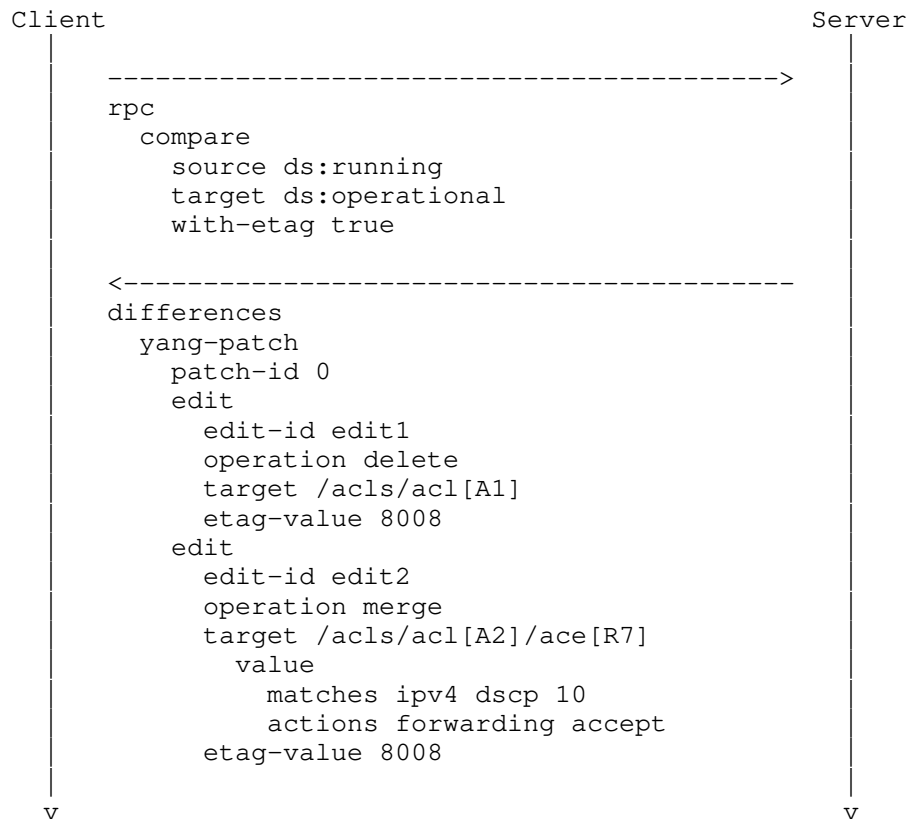 Client                                            Server
------------------------------------------>
rpc
  compare
    source ds:running
    target ds:operational
    with-etag true
<------------------------------------------
differences
  yang-patch
    patch-id 0
    edit
      edit-id edit1
      operation delete
      target /acls/acl[A1]
      etag-value 8008
    edit
      edit-id edit2
      operation merge
      target /acls/acl[A2]/ace[R7]
        value
          matches ipv4 dscp 10
          actions forwarding accept
      etag-value 8008
v                                                  v